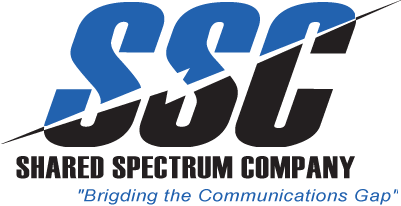 SSC
SHARED SPECTRUM COMPANY
"Brigding the Communications Gap"